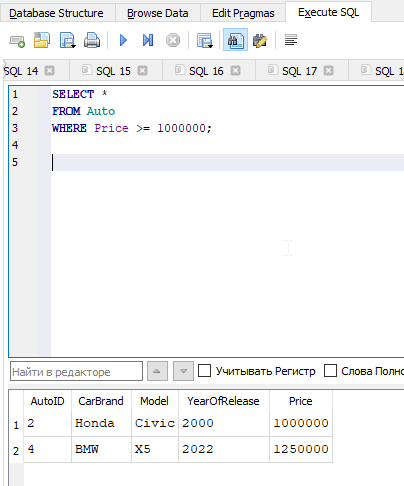 Database Structure Browse Data Edit Pragmas Execute SQL
SQL 14 SQL 15 SQL 16 SQL 17 SQL 1
1 SELECT *
2 FROM Auto
3 WHERE Price >= 1000000;
4
5
Найти в редакторе Учитывать Регистр Слова Полно
AutoID CarBrand Model YearOfRelease Price
1 2 Honda Civic 2000 1000000
2 4 BMW X5 2022 1250000